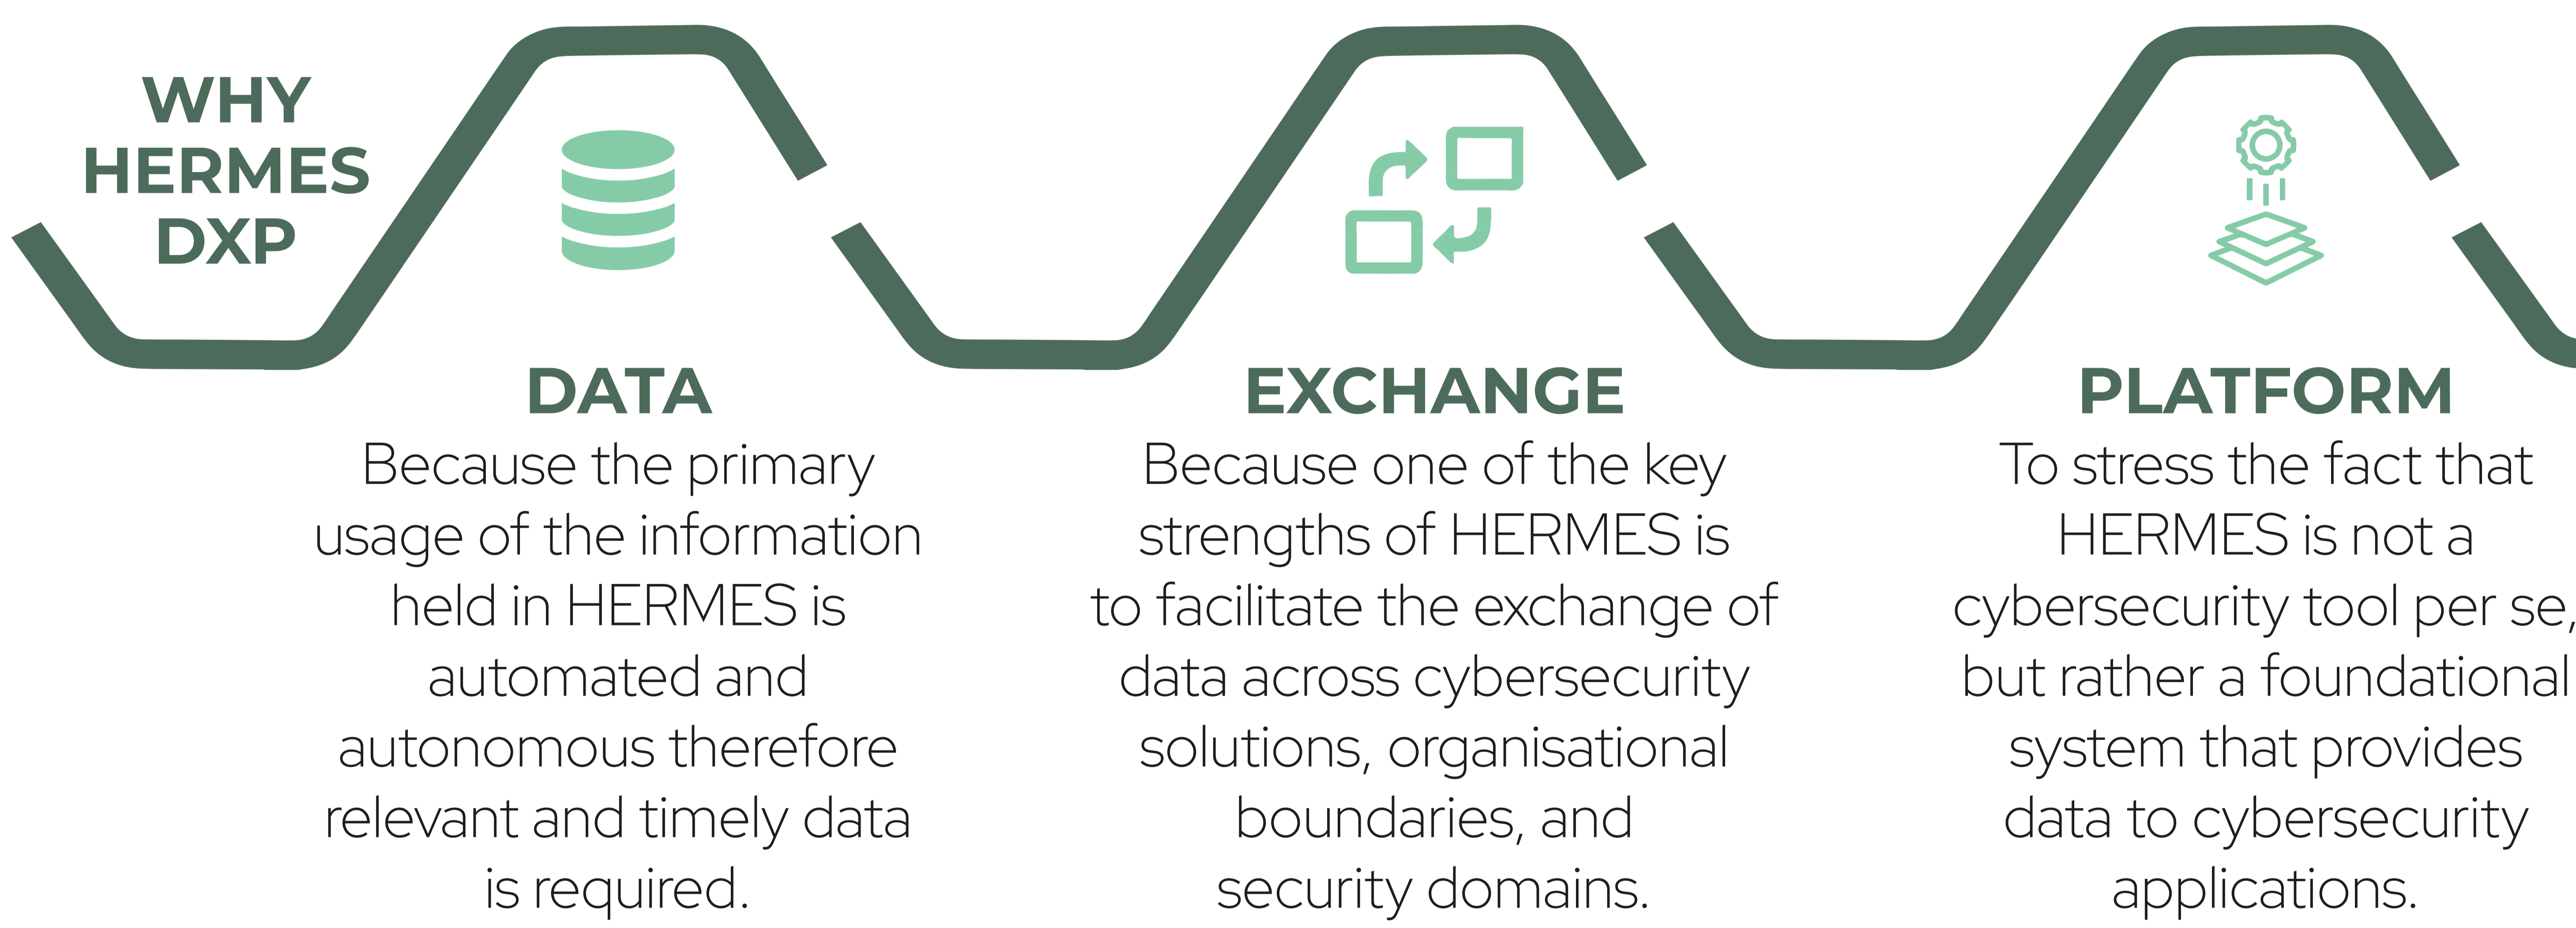 WHY
HERMES
DXP
DATA
Because the primary
usage of the information
held in HERMES is
automated and
autonomous therefore
relevant and timely data
is required.
EXCHANGE
Because one of the key
strengths of HERMES is
to facilitate the exchange of
data across cybersecurity
solutions, organisational
boundaries, and
security domains.
PLATFORM
To stress the fact that
HERMES is not a
cybersecurity tool per se,
but rather a foundational
system that provides
data to cybersecurity
applications.